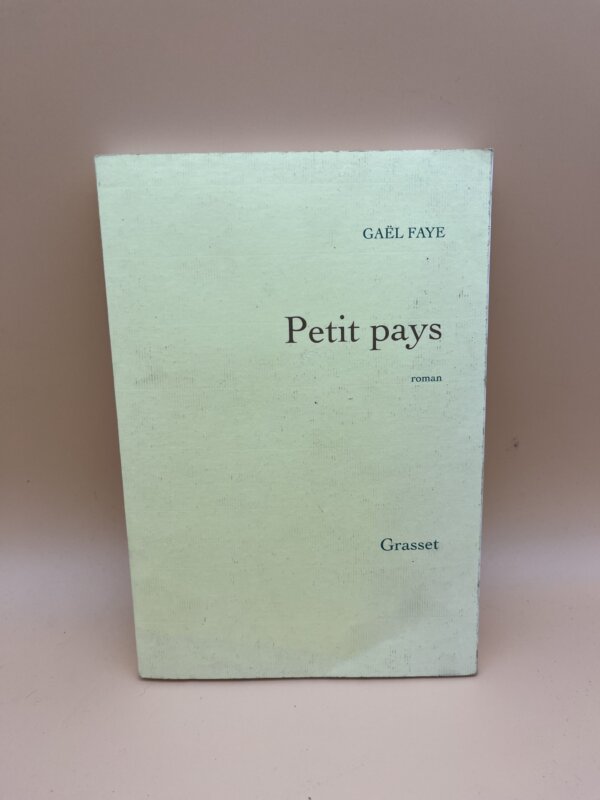 GAËL FAYE
Petit pays
roman
Grasset